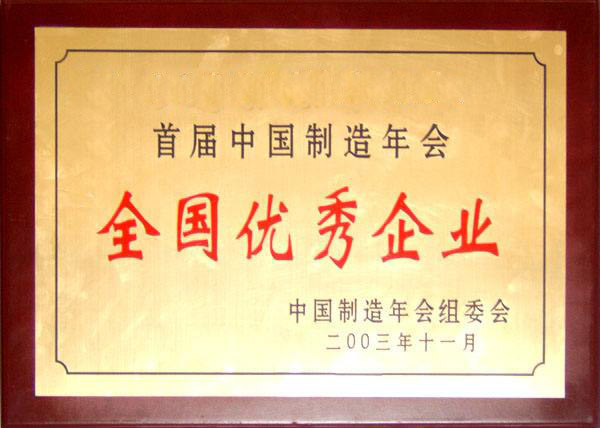 首届中国制造年会
全国优秀企业
中国制造年会组委会
二00三年十一月